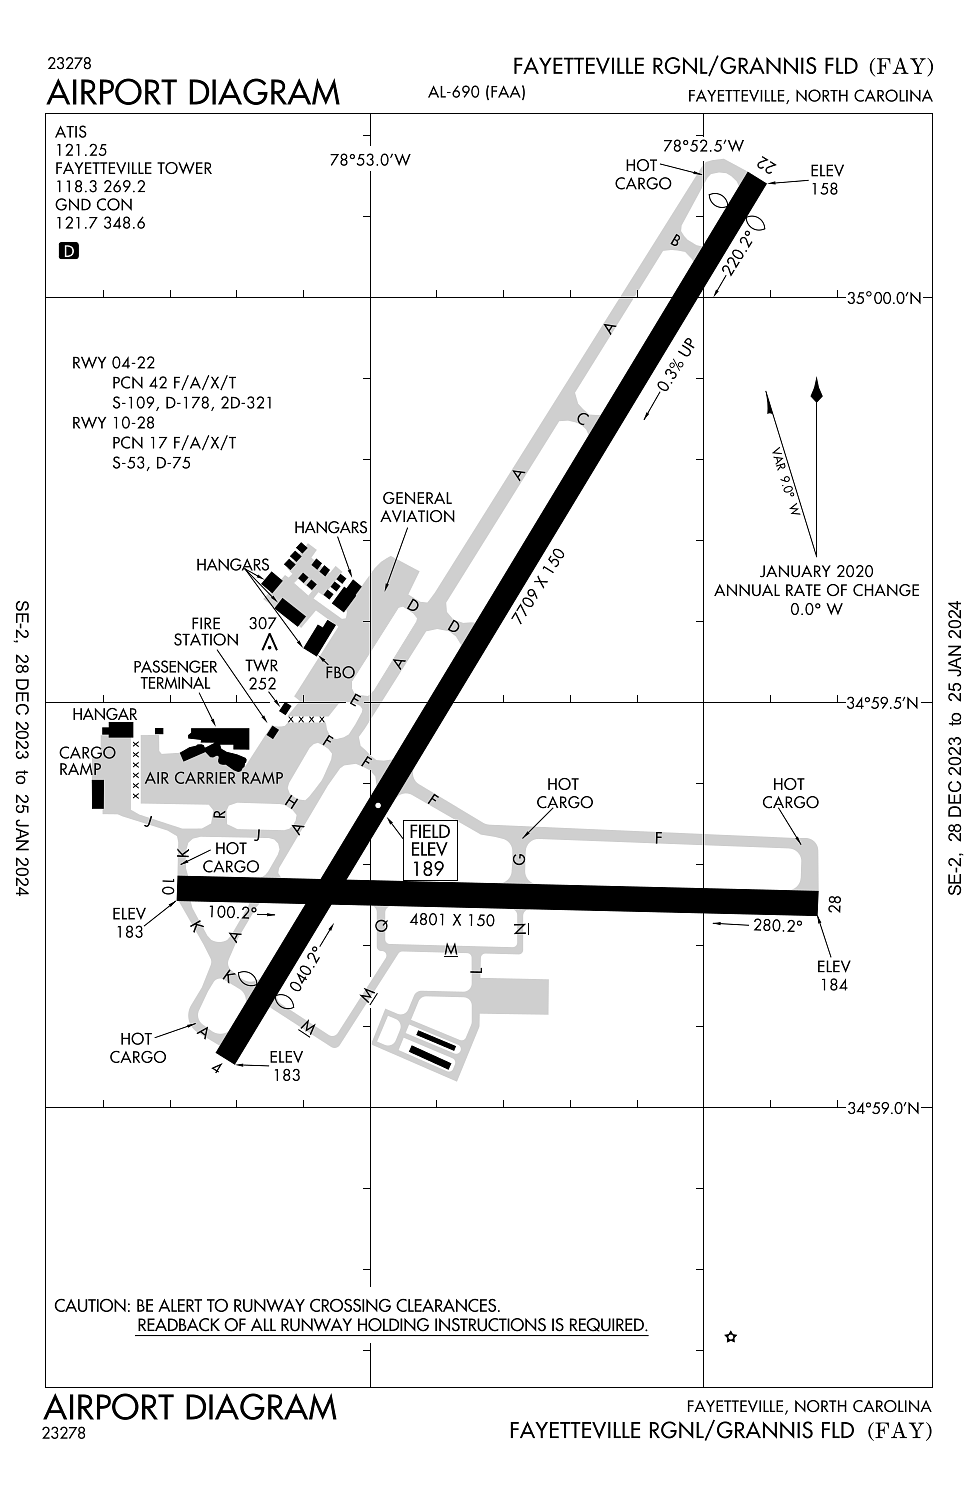 23278
AIRPORT DIAGRAM
AL-690 (FAA)
FAYETTEVILLE RGNL/GRANNIS FLD (FAY)
FAYETTEVILLE, NORTH CAROLINA
ATIS
121.25
FAYETTEVILLE TOWER
118.3 269.2
GND CON
121.7 348.6
D
78°53.0'W
78°52.5'W
HOT
CARGO
22
ELEV
158
B
220.2°
35°00.0'N
A
0.3% UP
RWY 04-22
PCN 42 F/A/X/T
S-109, D-178, 2D-321
RWY 10-28
PCN 17 F/A/X/T
S-53, D-75
C
A
VAR 9.0° W
JANUARY 2020
ANNUAL RATE OF CHANGE
0.0° W
GENERAL
AVIATION
HANGARS
HANGARS
7709 X 150
D
D
FIRE
STATION
307
A
TWR
252
FBO
PASSENGER
TERMINAL
E
34°59.5'N
HANGAR
x x x x
F
CARGO
RAMP
x x x x x x x
AIR CARRIER RAMP
F
F
H
HOT
CARGO
HOT
CARGO
J
R
J
A
FIELD
ELEV
189
F
K
HOT
CARGO
G
10
28
ELEV
183
100.2°
4801 X 150
280.2°
K
A
Q
N
M
ELEV
184
K
040.2°
L
M
M
HOT
CARGO
A
4
ELEV
183
34°59.0'N
CAUTION: BE ALERT TO RUNWAY CROSSING CLEARANCES.
READBACK OF ALL RUNWAY HOLDING INSTRUCTIONS IS REQUIRED.
SE-2, 28 DEC 2023 to 25 JAN 2024
SE-2, 28 DEC 2023 to 25 JAN 2024
AIRPORT DIAGRAM
23278
FAYETTEVILLE, NORTH CAROLINA
FAYETTEVILLE RGNL/GRANNIS FLD (FAY)